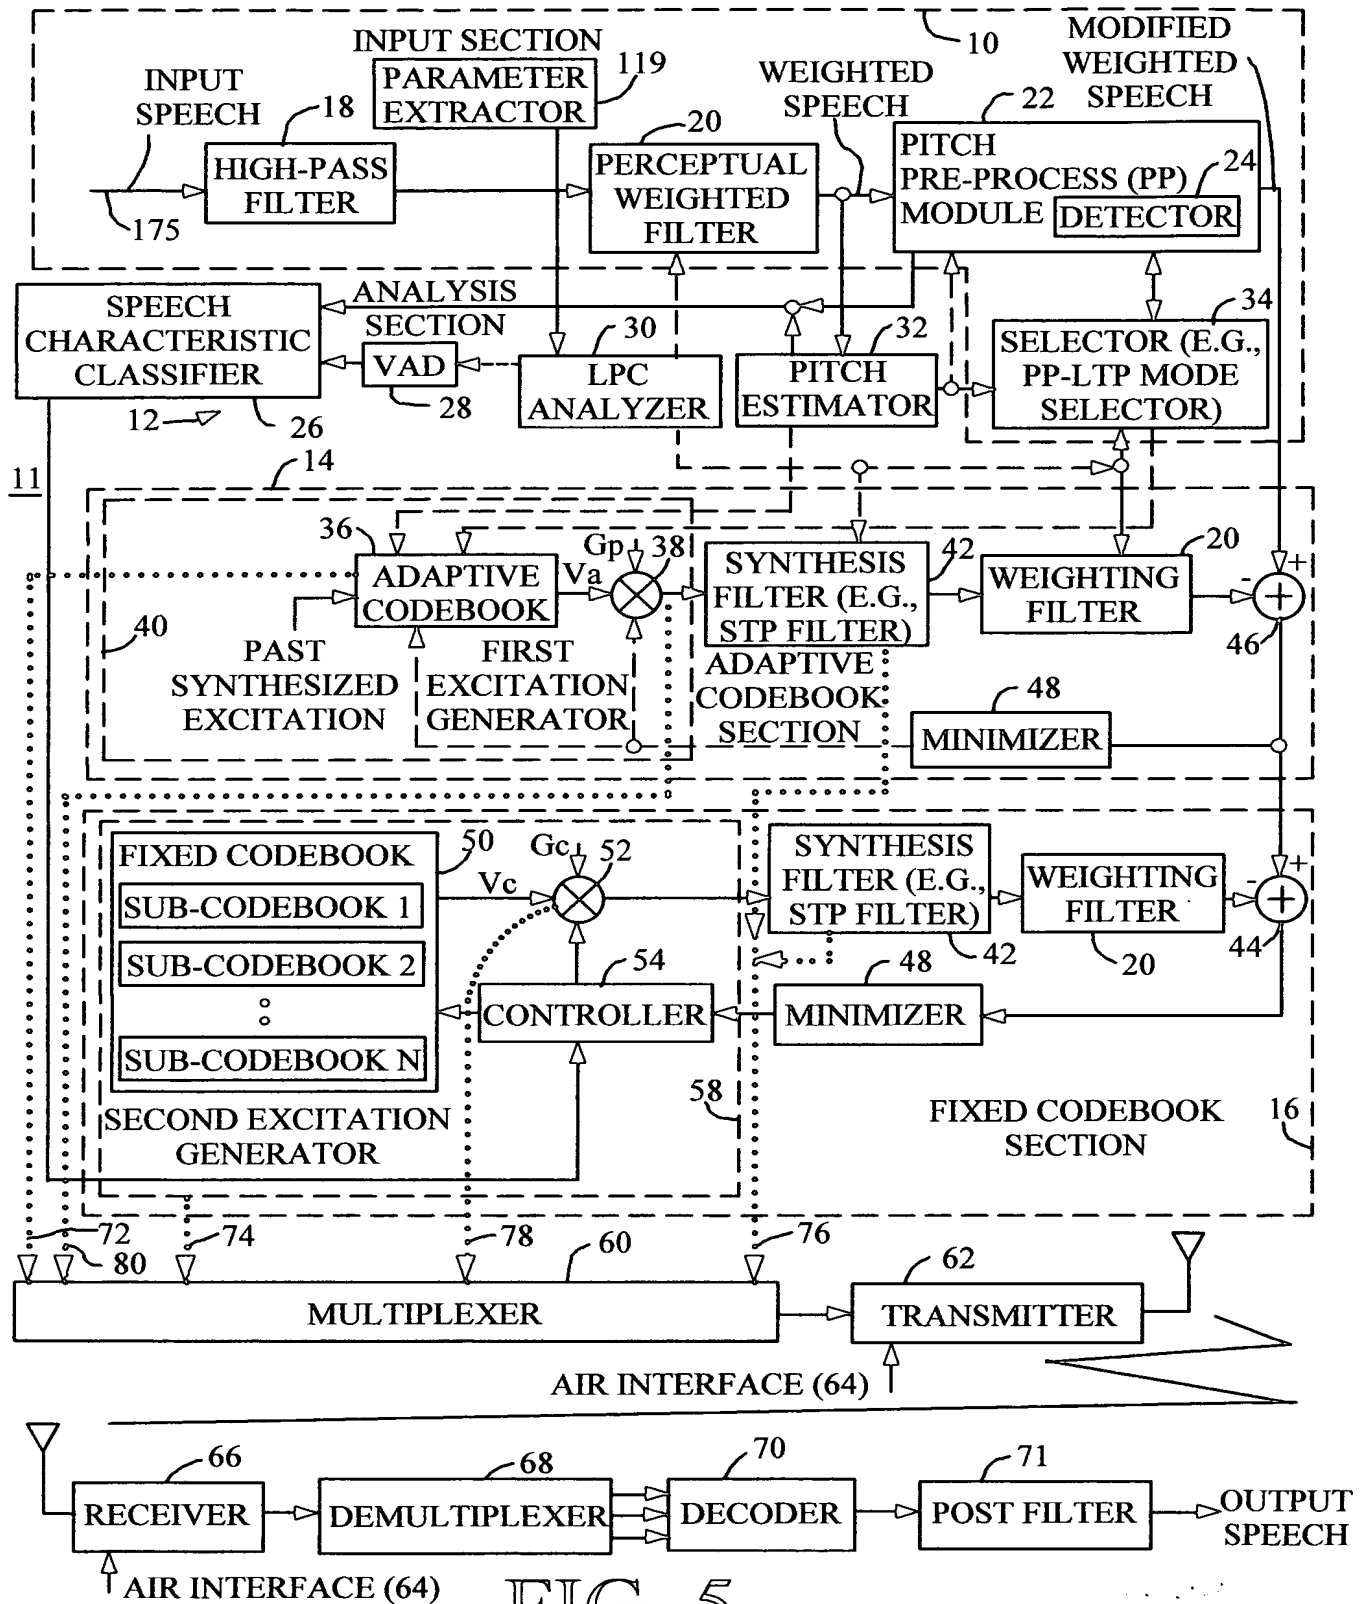 10
INPUT SECTION
MODIFIED
WEIGHTED
SPEECH
INPUT
SPEECH
18
PARAMETER
EXTRACTOR
119
WEIGHTED
SPEECH
20
22
HIGH-PASS
FILTER
175
PERCEPTUAL
WEIGHTED
FILTER
PITCH
PRE-PROCESS (PP)
MODULE
24
DETECTOR
SPEECH
CHARACTERISTIC
CLASSIFIER
ANALYSIS
SECTION
VAD
28
30
LPC
ANALYZER
32
PITCH
ESTIMATOR
34
SELECTOR (E.G.,
PP-LTP MODE
SELECTOR)
12
26
11
14
36
ADAPTIVE
CODEBOOK
Gp
Va
38
42
SYNTHESIS
FILTER (E.G.,
STP FILTER)
20
WEIGHTING
FILTER
-
+
+
46
40
PAST
SYNTHESIZED
EXCITATION
FIRST
EXCITATION
GENERATOR
ADAPTIVE
CODEBOOK
SECTION
48
MINIMIZER
FIXED CODEBOOK
50
SUB-CODEBOOK 1
SUB-CODEBOOK 2
SUB-CODEBOOK N
Gc
Vc
52
SYNTHESIS
FILTER (E.G.,
STP FILTER)
42
WEIGHTING
FILTER
20
-
+
+
44
54
CONTROLLER
48
MINIMIZER
SECOND EXCITATION
GENERATOR
58
FIXED CODEBOOK
SECTION
16
72
80
74
78
60
76
MULTIPLEXER
62
TRANSMITTER
AIR INTERFACE (64)
66
RECEIVER
68
DEMULTIPLEXER
70
DECODER
71
POST FILTER
OUTPUT
SPEECH
AIR INTERFACE (64)
FIG. 5